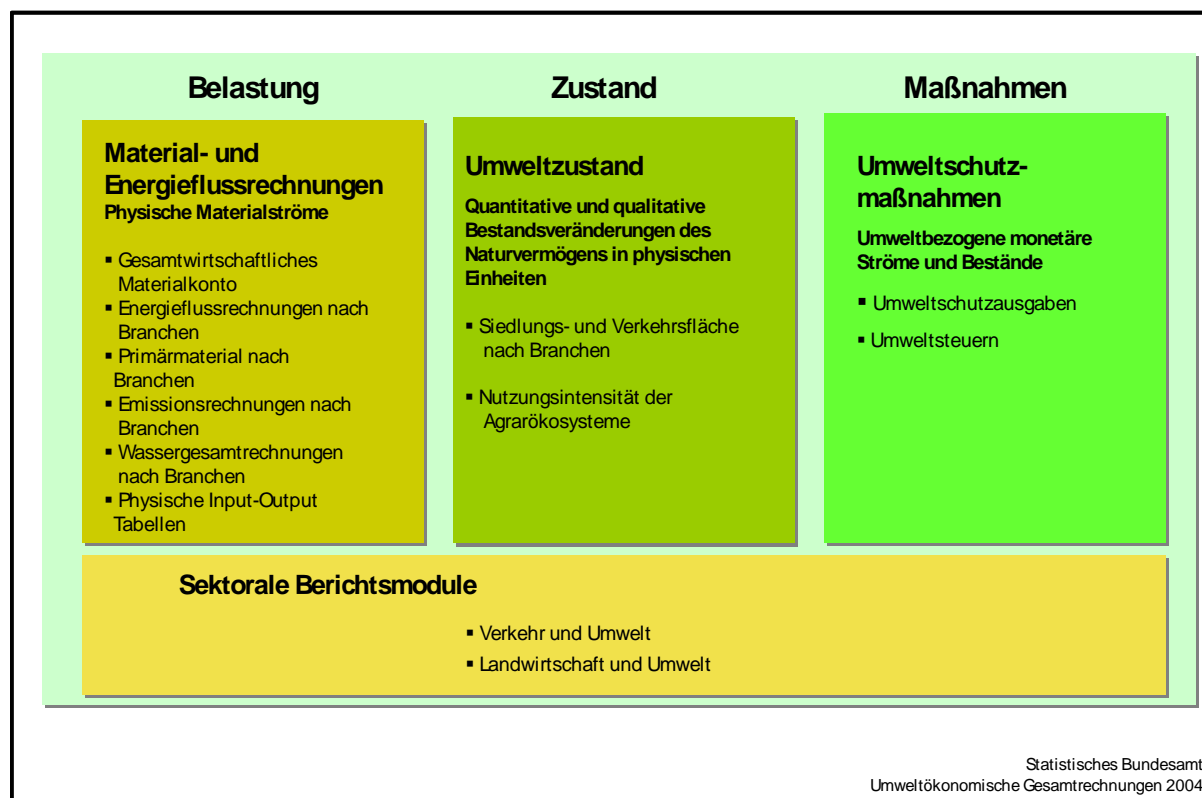 Belastung
Zustand
Maßnahmen
Material- und
Energieflussrechnungen
Physische Materialströme
▪ Gesamtwirtschaftliches
Materialkonto
▪ Energieflussrechnungen nach
Branchen
▪ Primärmaterial nach
Branchen
▪ Emissionsrechnungen nach
Branchen
▪ Wassergesamtrechnungen
nach Branchen
▪ Physische Input-Output
Tabellen
Umweltzustand
Quantitative und qualitative
Bestandsveränderungen des
Naturvermögens in physischen
Einheiten
▪ Siedlungs- und Verkehrsfläche
nach Branchen
▪ Nutzungsintensität der
Agrarökosysteme
Umweltschutz-
maßnahmen
Umweltbezogene monetäre
Ströme und Bestände
▪ Umweltschutzausgaben
▪ Umweltsteuern
Sektorale Berichtsmodule
▪ Verkehr und Umwelt
▪ Landwirtschaft und Umwelt
Statistisches Bundesamt
Umweltökonomische Gesamtrechnungen 2004